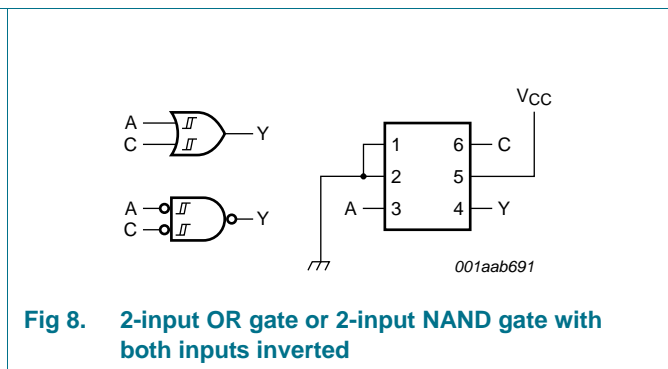 A
C
Y
A
C
Y
VCC
1
6
C
2
5
A
3
4
Y
001aab691
Fig 8. 2-input OR gate or 2-input NAND gate with
both inputs inverted